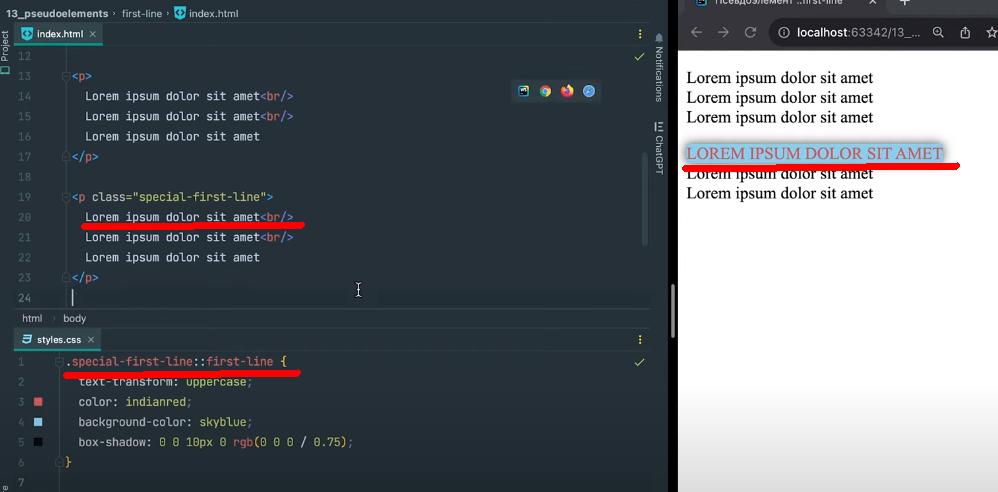 13_pseudoelements › first-line › index.html
index.html ×
Project
Notifications
ChatGPT
12
13 <p>
14 Lorem ipsum dolor sit amet<br/>
15 Lorem ipsum dolor sit amet<br/>
16 Lorem ipsum dolor sit amet
17 </p>
18
19 <p class="special-first-line">
20 Lorem ipsum dolor sit amet<br/>
21 Lorem ipsum dolor sit amet<br/>
22 Lorem ipsum dolor sit amet
23 </p>
24
html › body
styles.css ×
1 .special-first-line::first-line {
2 text-transform: uppercase;
3 color: indianred;
4 background-color: skyblue;
5 box-shadow: 0 0 10px 0 rgb(0 0 0 / 0.75);
6 }
7
Псевдоэлемент ::first-line
localhost:63342/13_...
Lorem ipsum dolor sit amet
Lorem ipsum dolor sit amet
Lorem ipsum dolor sit amet
LOREM IPSUM DOLOR SIT AMET
Lorem ipsum dolor sit amet
Lorem ipsum dolor sit amet